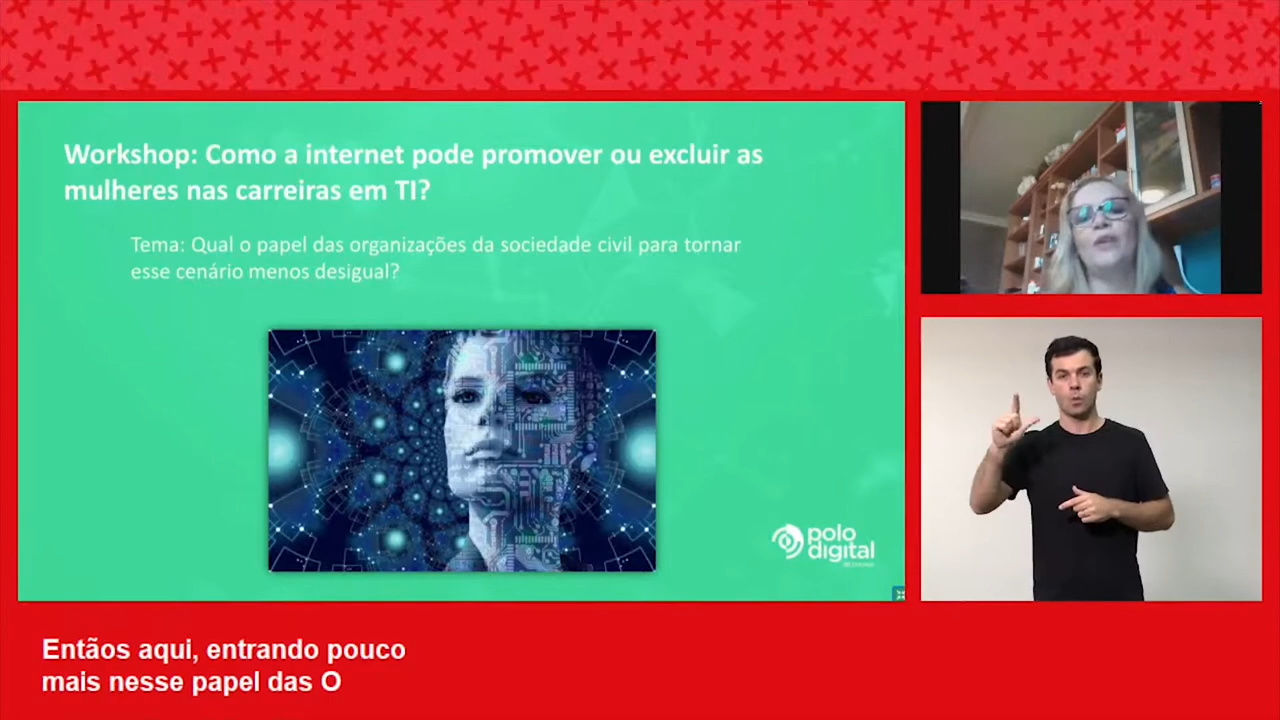 Workshop: Como a internet pode promover ou excluir as
mulheres nas carreiras em TI?
Tema: Qual o papel das organizações da sociedade civil para tornar
esse cenário menos desigual?
polo
digital
Entãos aqui, entrando pouco
mais nesse papel das O